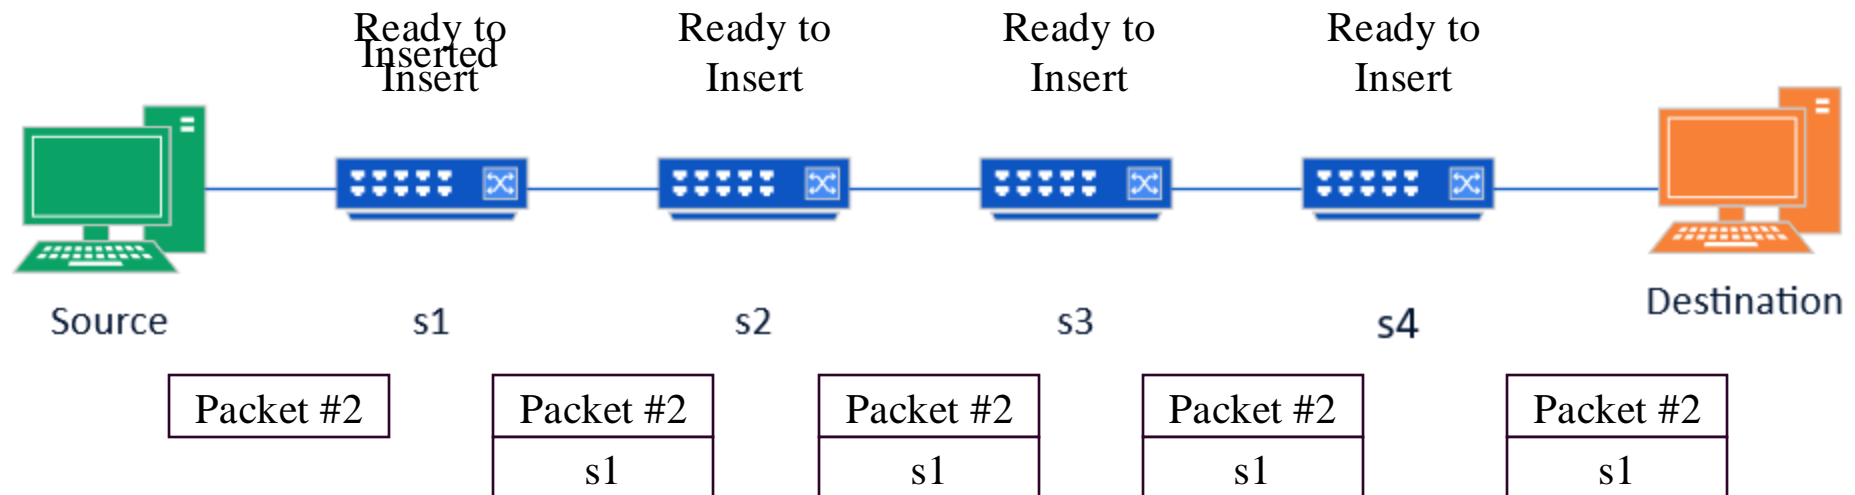 Ready to
Inserted
Insert
Ready to
Insert
Ready to
Insert
Ready to
Insert
Source
s1
s2
s3
s4
Destination
Packet #2
Packet #2
Packet #2
Packet #2
Packet #2
s1
s1
s1
s1